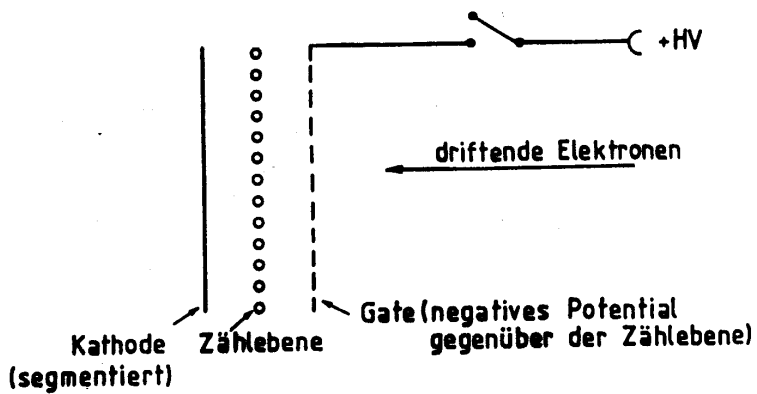 +HV
driftende Elektronen
Gate (negatives Potential
gegenüber der Zählebene)
Kathode
(segmentiert)
Zählebene